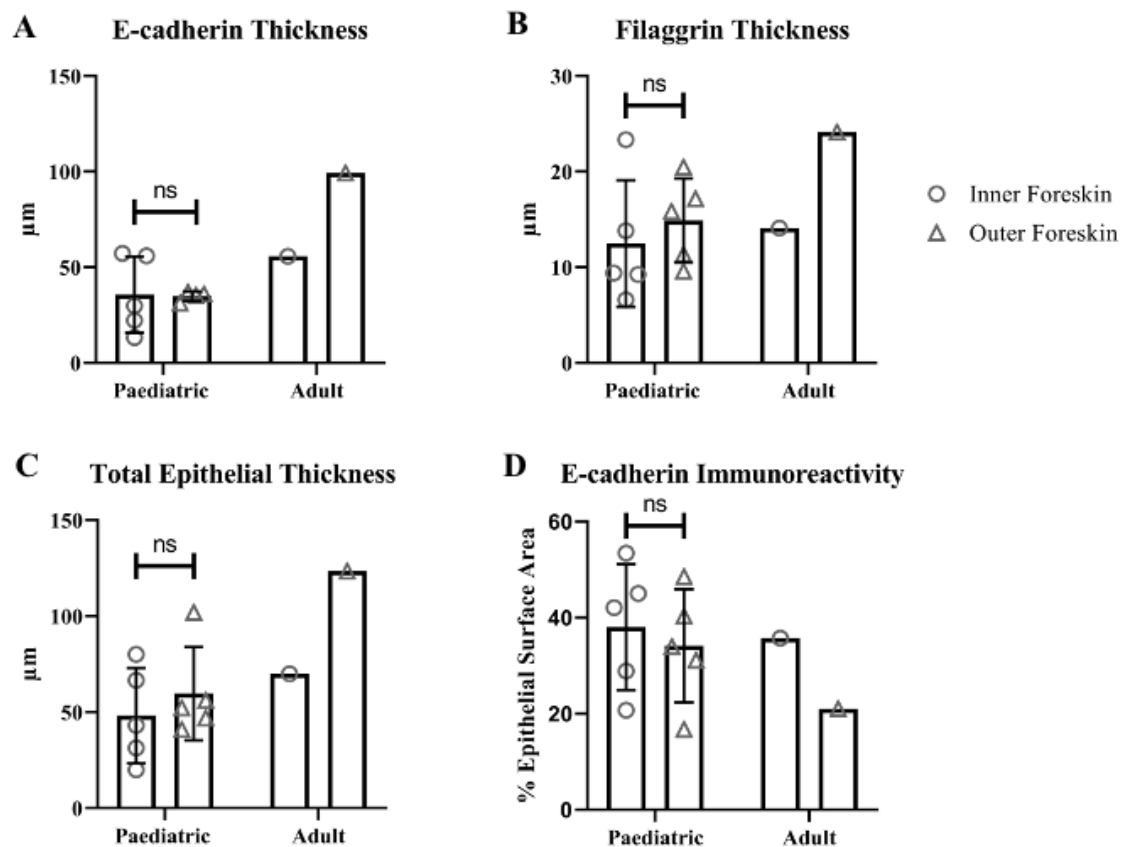 A
E-cadherin Thickness
150
100
50
0
µm
ns
Paediatric
Adult
B
Filaggrin Thickness
30
20
10
0
µm
ns
Paediatric
Adult
Inner Foreskin
Outer Foreskin
C
Total Epithelial Thickness
150
100
50
0
µm
ns
Paediatric
Adult
D
E-cadherin Immunoreactivity
60
40
20
0
% Epithelial Surface Area
ns
Paediatric
Adult